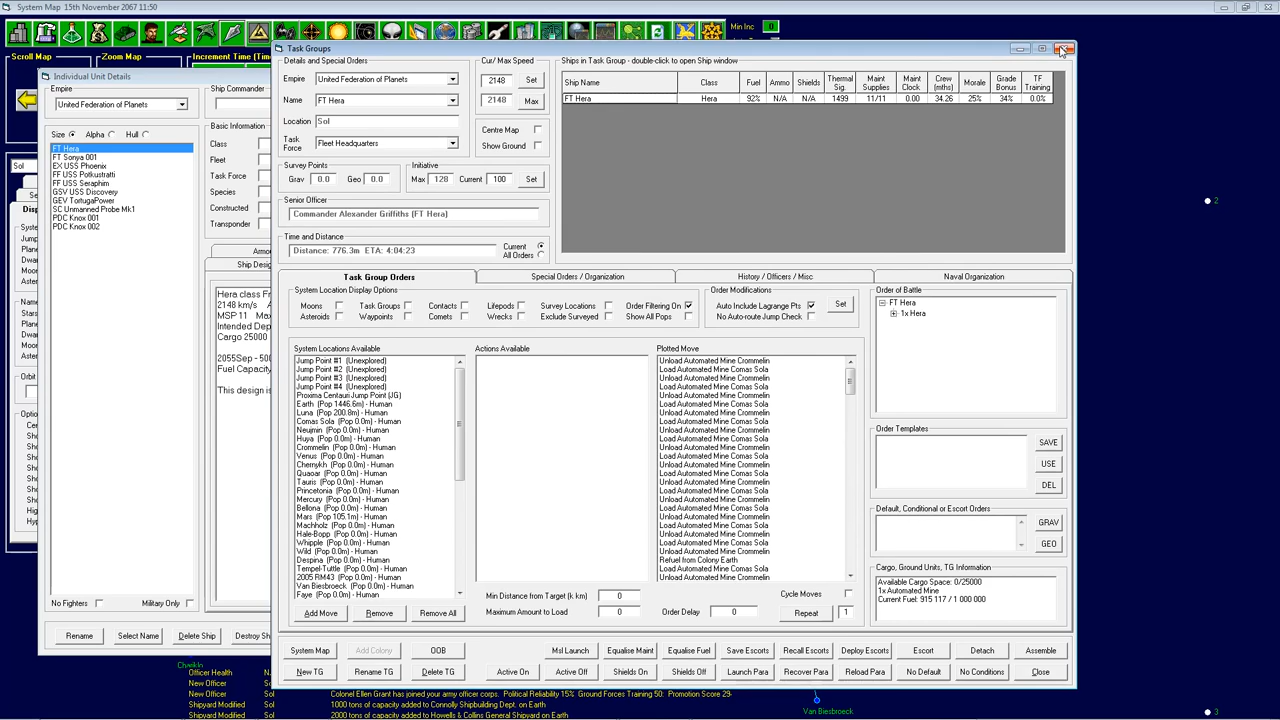 System Map 15th November 2067 11:50
Min Inc 0
Scroll Map
Zoom Map
Increment Time (Time
Individual Unit Details
Empire
United Federation of Planets
Ship Commander
Size Alpha Hull
Basic Information
Class
Fleet
Task Force
Species
Constructed
Transponder
FT Hera
FT Sonya 001
EX USS Phoenix
FF USS Potkustratti
FF USS Seraphim
GSV USS Discovery
GEV TortugaPower
SC Unmanned Probe Mk1
PDC Knox 001
PDC Knox 002
Sol
Armo
Ship Desig
Hera class Fr
2148 km/s
MSP 11 Max
Intended Dep
Cargo 25000
2055Sep - 500
Fuel Capacity
This design is
No Fighters
Military Only
Rename
Select Name
Delete Ship
Destroy Sh
Task Groups
Details and Special Orders
Empire United Federation of Planets
Name FT Hera
Location Sol
Task Force Fleet Headquarters
Cur/ Max Speed
2148 Set
2148 Max
Centre Map
Show Ground
Survey Points
Grav 0.0 Geo 0.0
Initiative
Max 128 Current 100 Set
Senior Officer
Commander Alexander Griffiths (FT Hera)
Time and Distance
Distance: 776.3m ETA: 4:04:23
Current
All Orders
Ships in Task Group - double-click to open Ship window
Ship Name Class Fuel Ammo Shields Thermal Sig. Maint Supplies Maint Clock Crew (mths) Morale Grade Bonus TF Training
FT Hera Hera 92% N/A N/A 1499 11/11 0.00 34.26 25% 34% 0.0%
Task Group Orders
Special Orders / Organization
History / Officers / Misc
Naval Organization
System Location Display Options
Moons Task Groups Contacts Lifepods Survey Locations Order Filtering On
Asteroids Waypoints Comets Wrecks Exclude Surveyed Show All Pops
Order Modifications
Auto Include Lagrange Pts Set
No Auto-route Jump Check
Order of Battle
FT Hera
1x Hera
System Locations Available
Jump Point #1 (Unexplored)
Jump Point #2 (Unexplored)
Jump Point #3 (Unexplored)
Jump Point #4 (Unexplored)
Proxima Centauri Jump Point (JG)
Earth (Pop 1446.6m) - Human
Luna (Pop 200.8m) - Human
Comas Sola (Pop 0.0m) - Human
Neujmin (Pop 0.0m) - Human
Huya (Pop 0.0m) - Human
Crommelin (Pop 0.0m) - Human
Venus (Pop 0.0m) - Human
Chernykh (Pop 0.0m) - Human
Quaoar (Pop 0.0m) - Human
Tauris (Pop 0.0m) - Human
Princetonia (Pop 0.0m) - Human
Mercury (Pop 0.0m) - Human
Bellona (Pop 0.0m) - Human
Mars (Pop 105.1m) - Human
Machholz (Pop 0.0m) - Human
Hale-Bopp (Pop 0.0m) - Human
Whipple (Pop 0.0m) - Human
Wild (Pop 0.0m) - Human
Despina (Pop 0.0m) - Human
Tempel-Tuttle (Pop 0.0m) - Human
2005 RM43 (Pop 0.0m) - Human
Van Biesbroeck (Pop 0.0m) - Human
Faye (Pop 0.0m) - Human
Actions Available
Plotted Move
Unload Automated Mine Crommelin
Load Automated Mine Comas Sola
Unload Automated Mine Crommelin
Load Automated Mine Comas Sola
Unload Automated Mine Crommelin
Load Automated Mine Comas Sola
Unload Automated Mine Crommelin
Load Automated Mine Comas Sola
Unload Automated Mine Crommelin
Load Automated Mine Comas Sola
Unload Automated Mine Crommelin
Load Automated Mine Comas Sola
Unload Automated Mine Crommelin
Load Automated Mine Comas Sola
Unload Automated Mine Crommelin
Load Automated Mine Comas Sola
Unload Automated Mine Crommelin
Load Automated Mine Comas Sola
Unload Automated Mine Crommelin
Load Automated Mine Comas Sola
Unload Automated Mine Crommelin
Load Automated Mine Comas Sola
Unload Automated Mine Crommelin
Refuel from Colony Earth
Load Automated Mine Comas Sola
Unload Automated Mine Crommelin
Order Templates
SAVE
USE
DEL
Default, Conditional or Escort Orders
GRAV
GEO
Cargo, Ground Units, TG Information
Available Cargo Space: 0/25000
1x Automated Mine
Current Fuel: 915 117 / 1 000 000
Add Move Remove Remove All
Min Distance from Target (k km) 0
Maximum Amount to Load 0
Order Delay 0
Cycle Moves
Repeat 1
System Map Add Colony OOB Msl Launch Equalise Maint Equalise Fuel Save Escorts Recall Escorts Deploy Escorts Escort Detach Assemble
New TG Rename TG Delete TG Active On Active Off Shields On Shields Off Launch Para Recover Para Reload Para No Default No Conditions Close
Officer Health
New Officer
New Officer Colonel Ellen Grant has joined your army officer corps. Political Reliability 15% Ground Forces Training 50: Promotion Score 29-
Shipyard Modified Sol 1000 tons of capacity added to Connolly Shipbuilding Dept. on Earth
Shipyard Modified Sol 2000 tons of capacity added to Howells & Collins General Shipyard on Earth
Van Biesbroeck
2
3